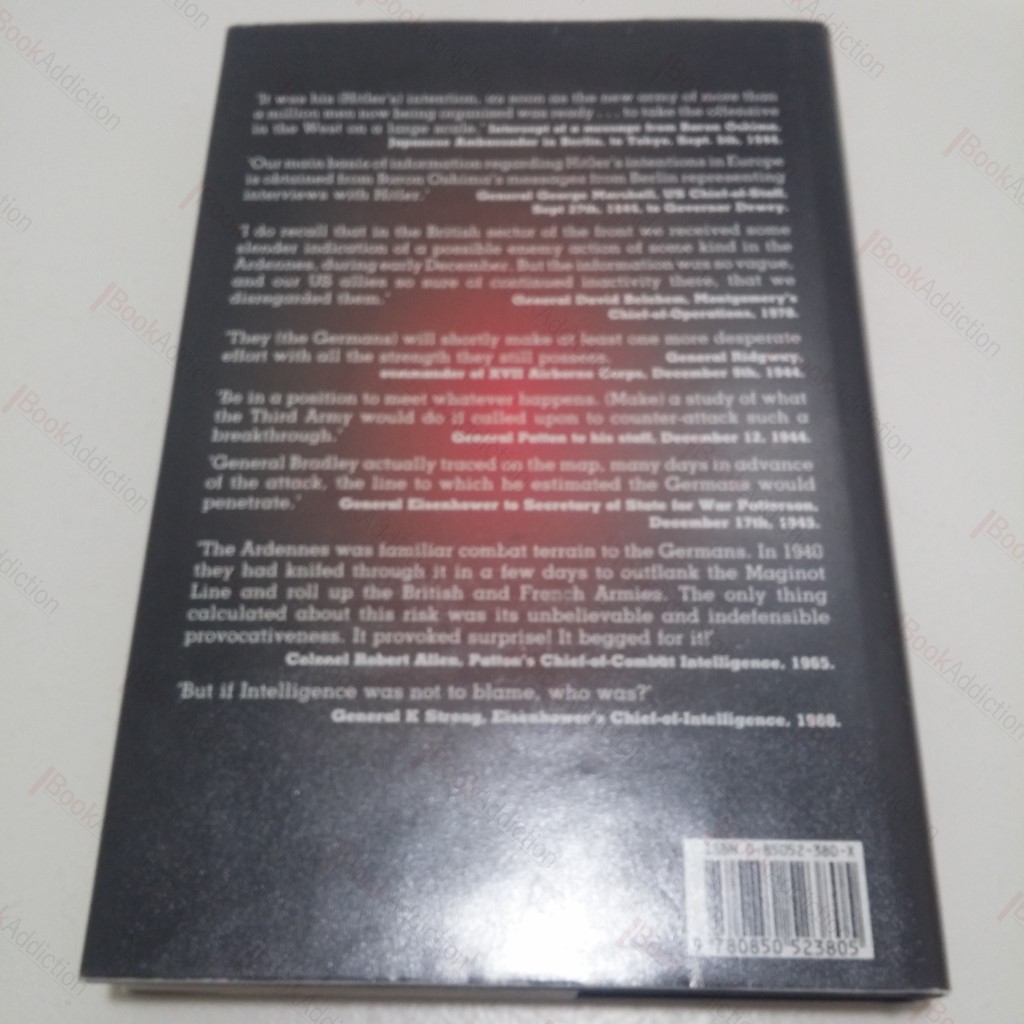 'It was his (Hitler's) intention, as soon as the new army of more than
a million men now being organised was ready . . . to take the offensive
in the West on a large scale.' Intercept of a message from Baron Oshima,
Japanese Ambassador in Berlin, to Tokyo, Sept. 5th, 1944.
'Our main basis of information regarding Hitler's intentions in Europe
is obtained from Baron Oshima's messages from Berlin representing
interviews with Hitler.' General George Marshall, US Chief-of-Staff,
Sept 27th, 1944, to Governor Dewey.
'I do recall that in the British sector of the front we received some
slender indication of a possible enemy action of some kind in the
Ardennes, during early December. But the information was so vague,
and our US allies so sure of continued inactivity there, that we
disregarded them.' General David Belchem, Montgomery's
Chief-of-Operations, 1978.
'They (the Germans) will shortly make at least one more desperate
effort with all the strength they still possess. General Ridgway,
commander of XVII Airborne Corps, December 9th, 1944.
'Be in a position to meet whatever happens. (Make) a study of what
the Third Army would do if called upon to counter-attack such a
breakthrough.' General Patton to his staff, December 12, 1944.
'General Bradley actually traced on the map, many days in advance
of the attack, the line to which he estimated the Germans would
penetrate.' General Eisenhower to Secretary of State for War Patterson,
December 17th, 1945.
'The Ardennes was familiar combat terrain to the Germans. In 1940
they had knifed through it in a few days to outflank the Maginot
Line and roll up the British and French Armies. The only thing
calculated about this risk was its unbelievable and indefensible
provocativeness. It provoked surprise! It begged for it!'
Colonel Robert Allen, Patton's Chief-of-Combat Intelligence, 1965.
'But if Intelligence was not to blame, who was?'
General K Strong, Eisenhower's Chief-of-Intelligence, 1968.
ISBN 0-85052-380-X
9 780850 523805
BookAddiction